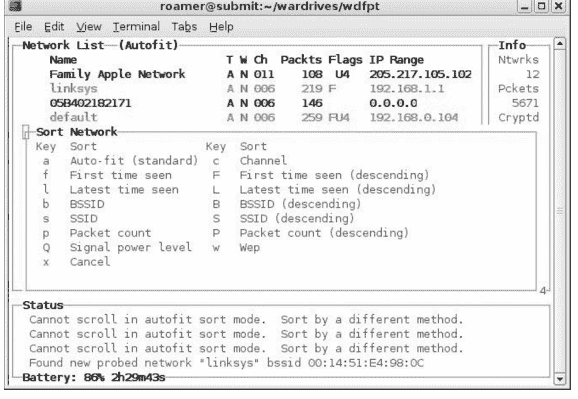 roamer@submit:~/wardrives/wdfpt
File Edit View Terminal Tabs Help
Network List—(Autofit) Info
Name T W Ch Packts Flags IP Range Ntwrks
Family Apple Network A N 011 108 U4 205.217.105.102 12
linksys A N 006 219 F 192.168.1.1 Pckets
05B402182171 A N 006 146 0.0.0.0 5671
default A N 006 259 FU4 192.168.0.104 Cryptd
Sort Network
Key Sort Key Sort
a Auto-fit (standard) c Channel
f First time seen F First time seen (descending)
l Latest time seen L Latest time seen (descending)
b BSSID B BSSID (descending)
s SSID S SSID (descending)
p Packet count P Packet count (descending)
Q Signal power level w Wep
x Cancel
4
Status
Cannot scroll in autofit sort mode. Sort by a different method.
Cannot scroll in autofit sort mode. Sort by a different method.
Cannot scroll in autofit sort mode. Sort by a different method.
Found new probed network "linksys" bssid 00:14:51:E4:98:0C
Battery: 86% 2h29m43s